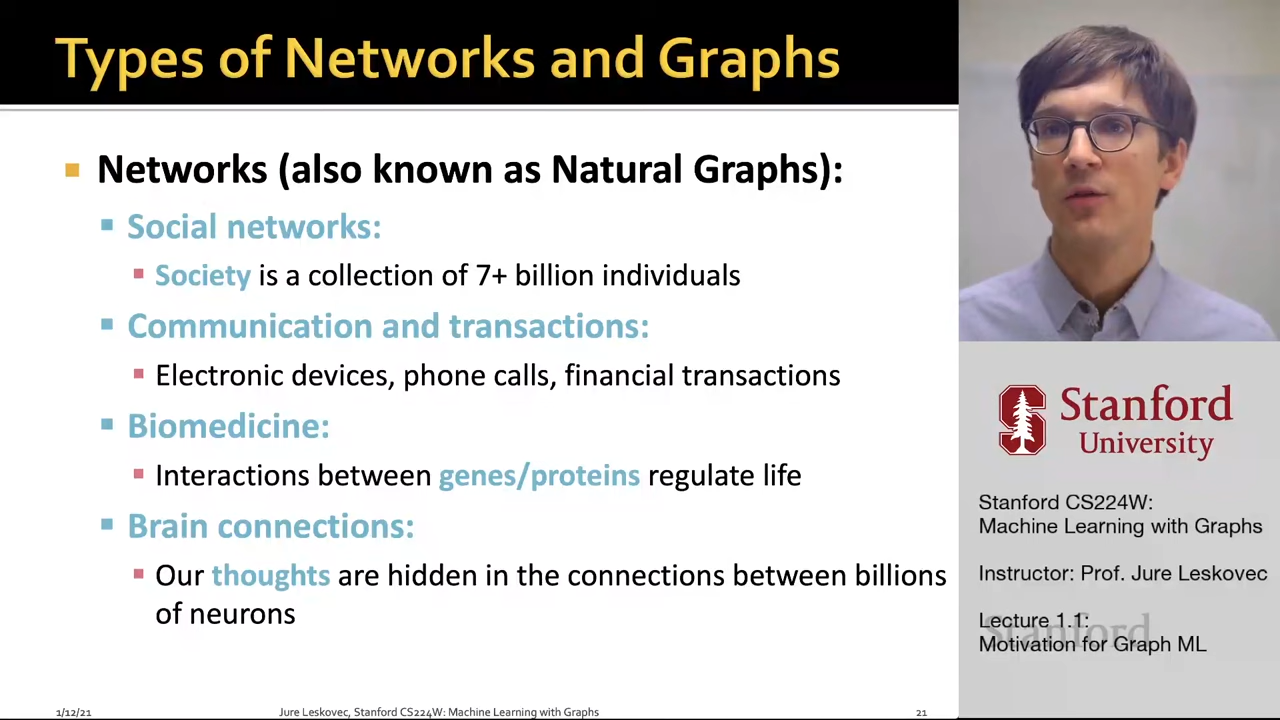 Types of Networks and Graphs
Networks (also known as Natural Graphs):
Social networks:
Society is a collection of 7+ billion individuals
Communication and transactions:
Electronic devices, phone calls, financial transactions
Biomedicine:
Interactions between genes/proteins regulate life
Brain connections:
Our thoughts are hidden in the connections between billions
of neurons
1/12/21
Jure Leskovec, Stanford CS224W: Machine Learning with Graphs
21
S
Stanford
University
Stanford CS224W:
Machine Learning with Graphs
Instructor: Prof. Jure Leskovec
Lecture 1.1:
Motivation for Graph ML
Stanford